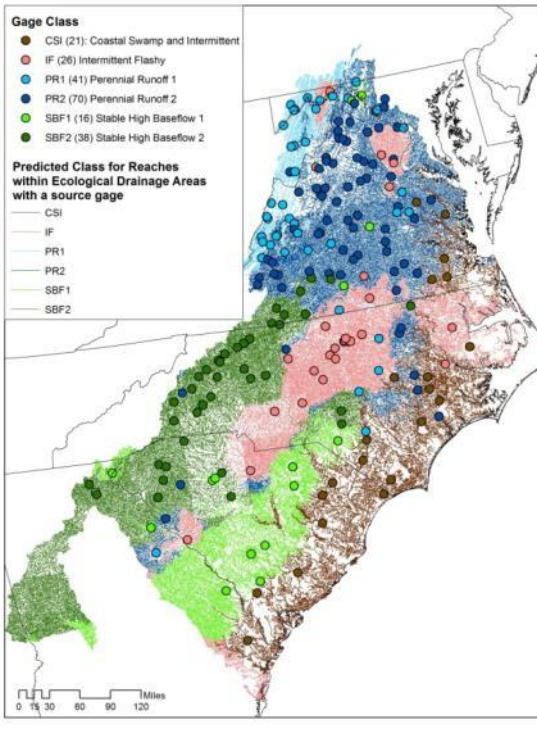 Gage Class
CSI (21): Coastal Swamp and Intermittent
IF (26) Intermittent Flashy
PR1 (41) Perennial Runoff 1
PR2 (70) Perennial Runoff 2
SBF1 (16) Stable High Baseflow 1
SBF2 (38) Stable High Baseflow 2
Predicted Class for Reaches
within Ecological Drainage Areas
with a source gage
CSI
IF
PR1
PR2
SBF1
SBF2
Miles
0 15 30 60 90 120